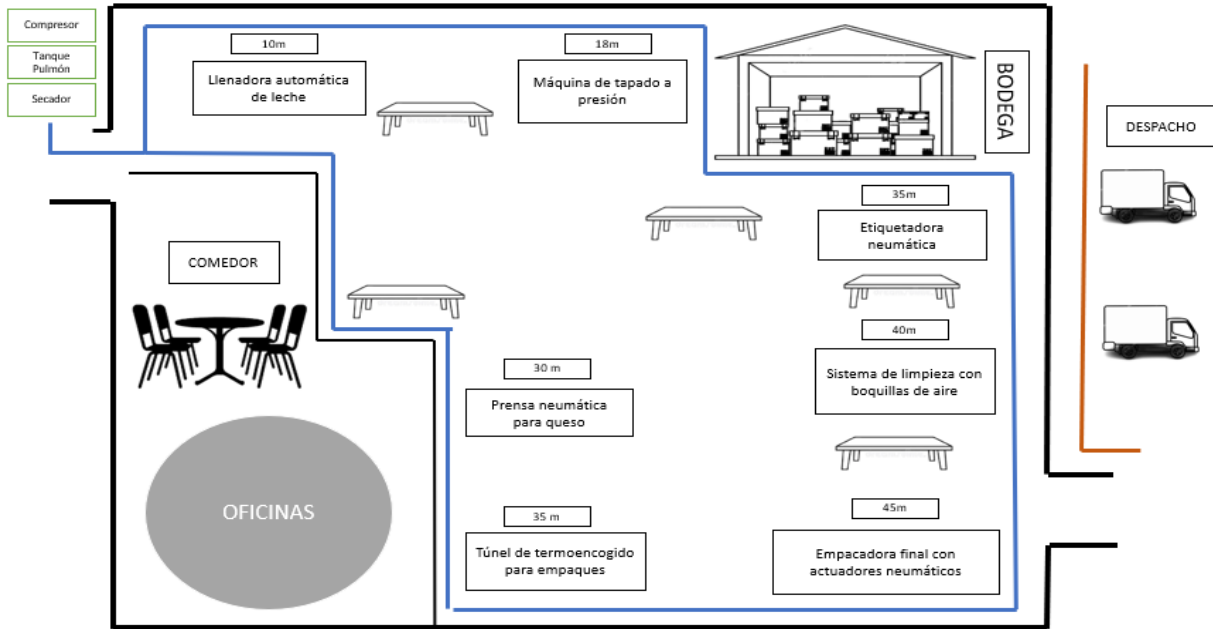 Compresor
Tanque
Pulmón
Secador
10m
Llenadora automática
de leche
18m
Máquina de tapado a
presión
BODEGA
DESPACHO
35m
Etiquetadora
neumática
COMEDOR
40m
Sistema de limpieza con
boquillas de aire
30 m
Prensa neumática
para queso
OFICINAS
35 m
Túnel de termoencogido
para empaques
45m
Empacadora final con
actuadores neumáticos